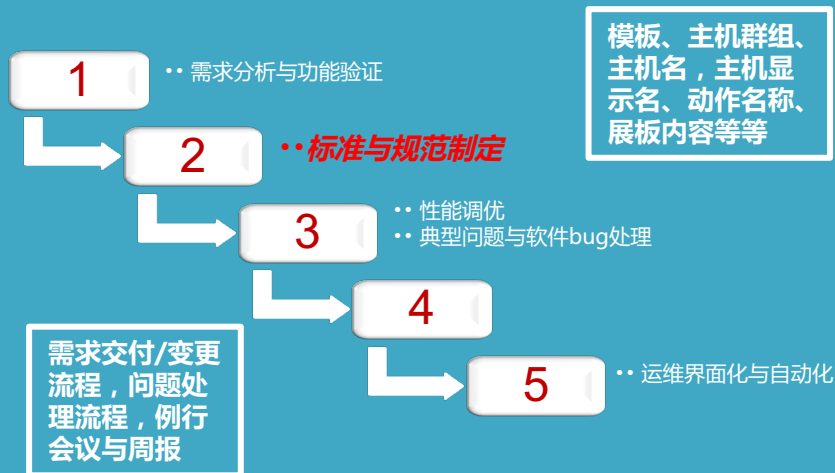 模板、主机群组、
主机名，主机显
示名、动作名称、
展板内容等等
1
•• 需求分析与功能验证
2
••标准与规范制定
3
•• 性能调优
•• 典型问题与软件bug处理
4
需求交付/变更
流程，问题处
理流程，例行
会议与周报
5
•• 运维界面化与自动化